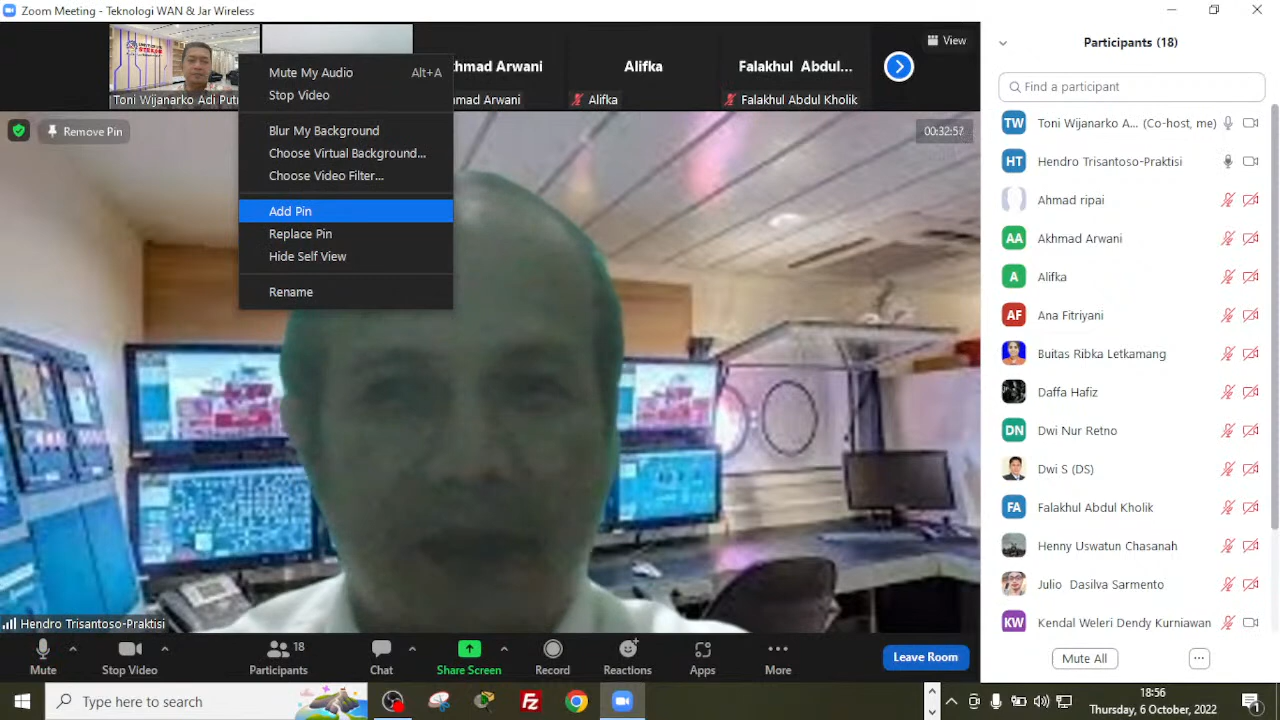 Zoom Meeting - Teknologi WAN & Jar Wireless
Toni Wijanarko Adi Putr
hmad Arwani
mad Arwani
Alifka
Alifka
Falakhul Abdul...
Falakhul Abdul Kholik
View
Remove Pin
00:32:57
Mute My Audio Alt+A
Stop Video
Blur My Background
Choose Virtual Background...
Choose Video Filter...
Add Pin
Replace Pin
Hide Self View
Rename
Hendro Trisantoso-Praktisi
Participants (18)
Find a participant
TW Toni Wijanarko A... (Co-host, me)
HT Hendro Trisantoso-Praktisi
Ahmad ripai
AA Akhmad Arwani
A Alifka
AF Ana Fitriyani
Buitas Ribka Letkamang
Daffa Hafiz
DN Dwi Nur Retno
Dwi S (DS)
FA Falakhul Abdul Kholik
Henny Uswatun Chasanah
Julio Dasilva Sarmento
KW Kendal Weleri Dendy Kurniawan
Mute All
...
Mute
Stop Video
18
Participants
Chat
Share Screen
Record
Reactions
Apps
More
Leave Room
Type here to search
18:56
Thursday, 6 October, 2022
1